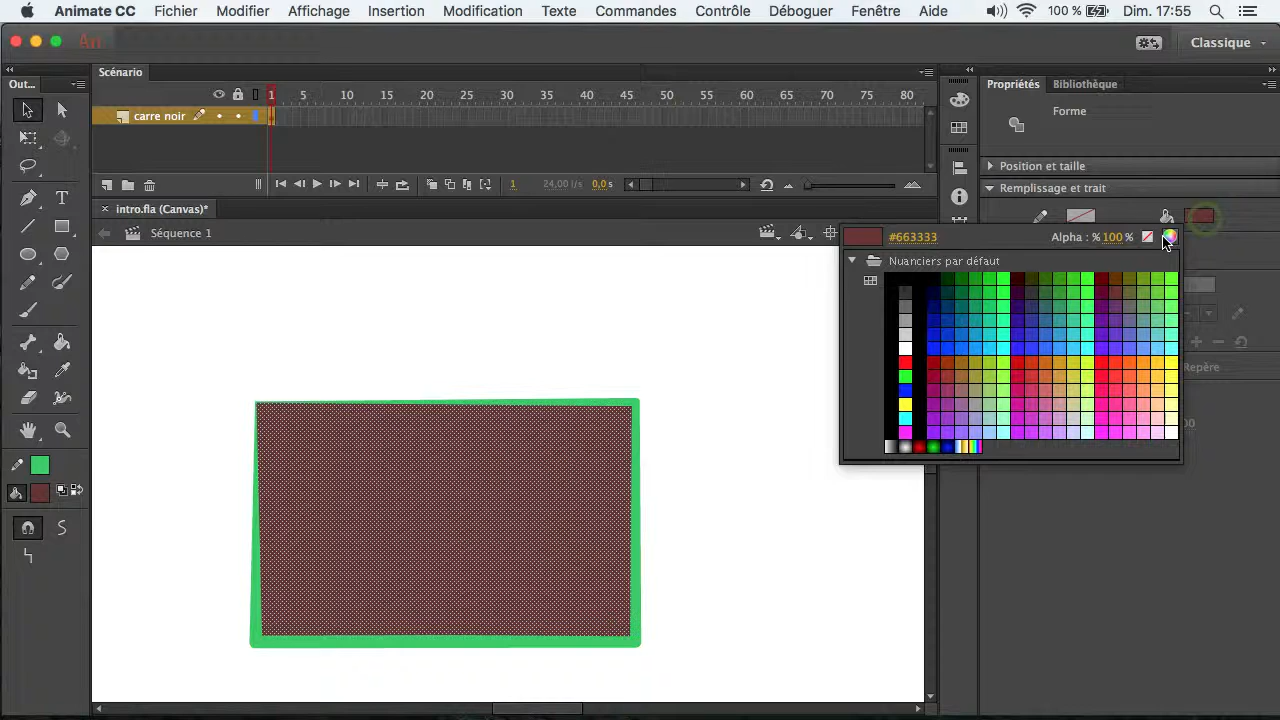 Animate CC Fichier Modifier Affichage Insertion Modification Texte Commandes Contrôle Déboguer Fenêtre Aide 100 % Dim. 17:55
An Classique
Out...
Scénario
1 5 10 15 20 25 30 35 40 45 50 55 60 65 70 75 80
carre noir
1 24,00 i/s 0,0 s
intro.fla (Canvas)*
Séquence 1
Propriétés Bibliothèque
Forme
Position et taille
Remplissage et trait
#663333 Alpha : % 100 %
Nuanciers par défaut
Repère
00
T